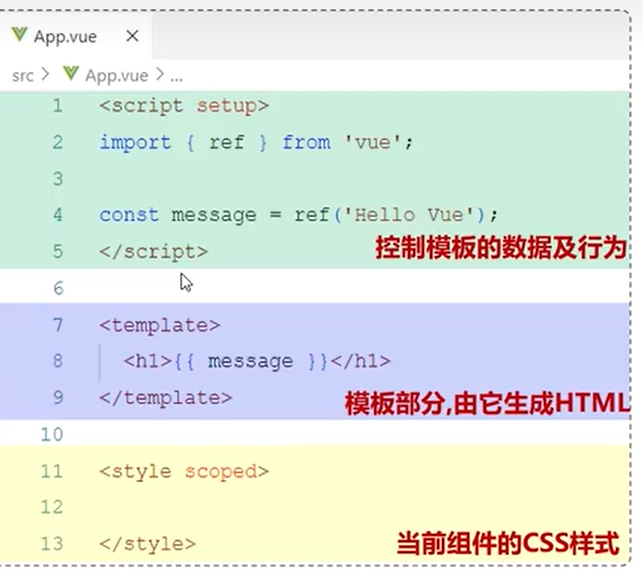 App.vue ×
src > App.vue > ...
1 <script setup>
2 import { ref } from 'vue';
3
4 const message = ref('Hello Vue');
5 </script>
控制模板的数据及行为
6
7 <template>
8 <h1>{{ message }}</h1>
9 </template>
模板部分,由它生成HTML
10
11 <style scoped>
12
13 </style>
当前组件的CSS样式